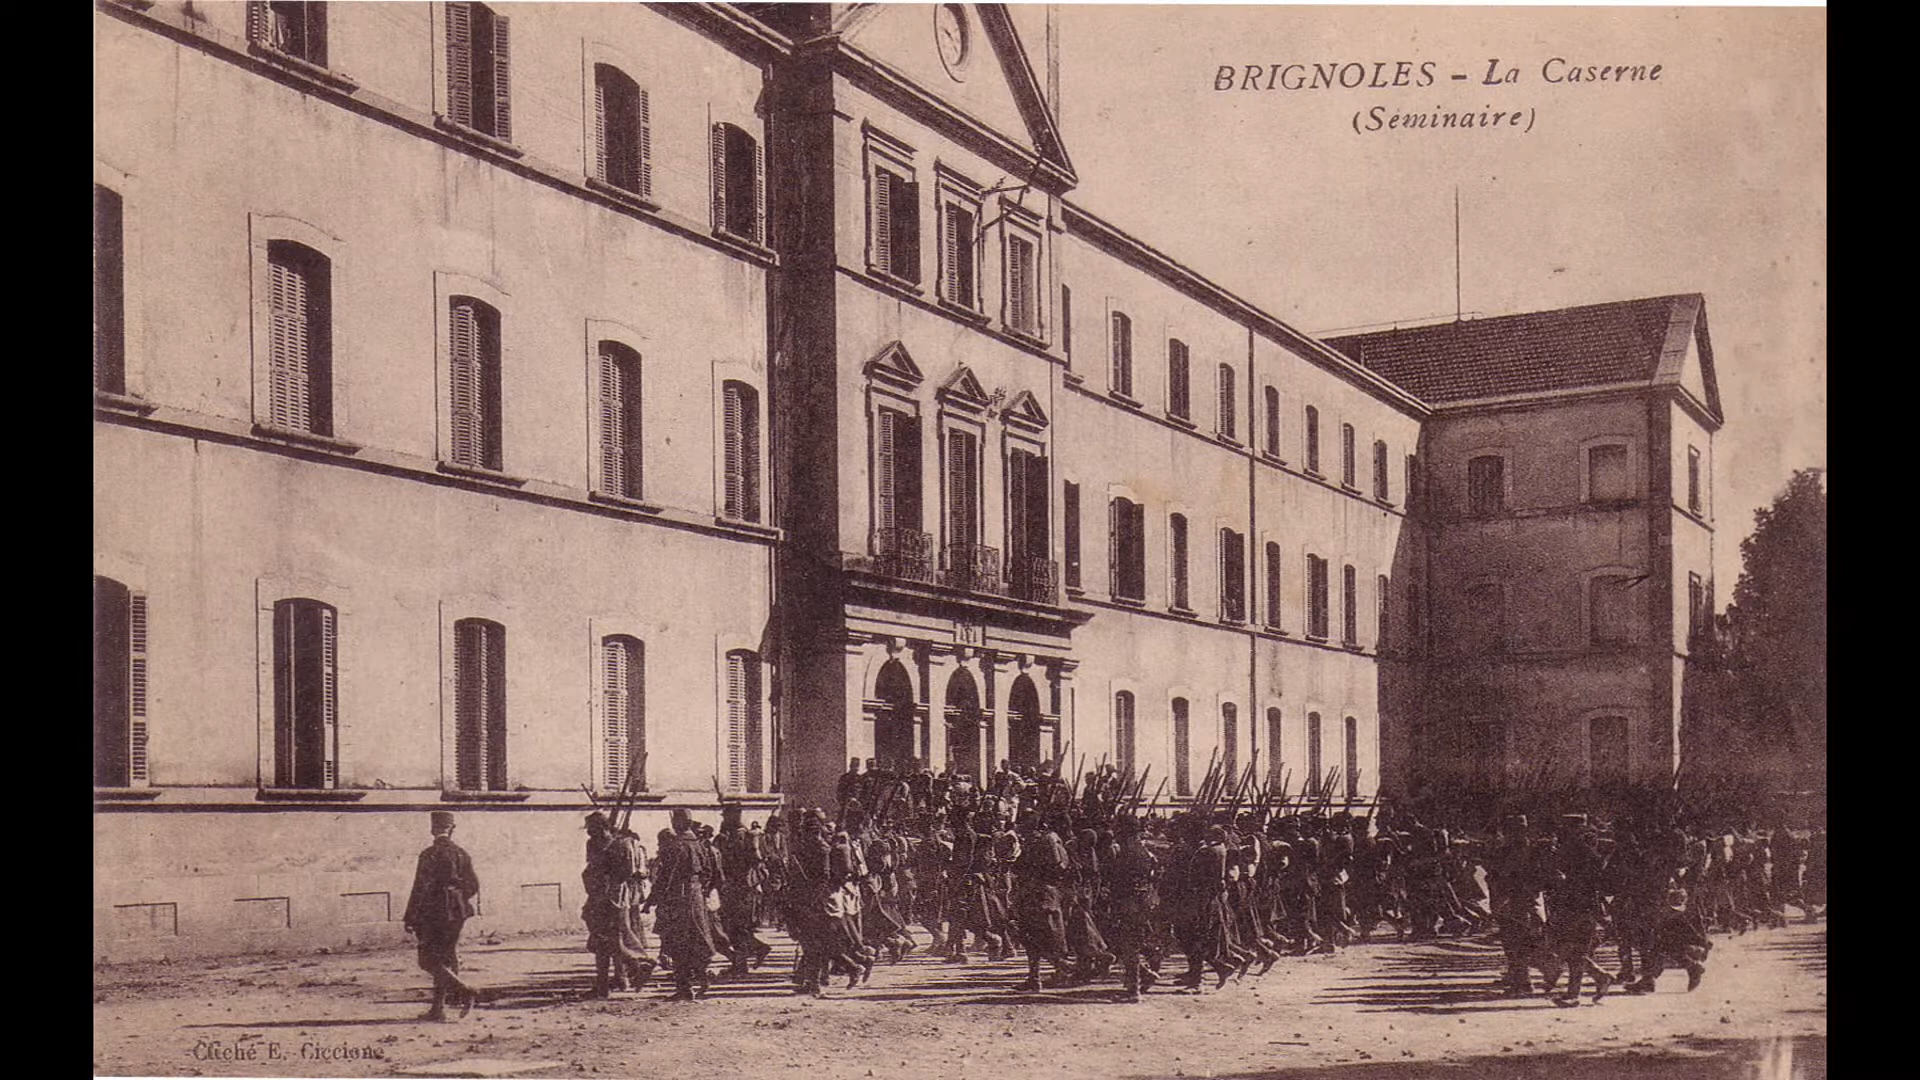 BRIGNOLES - La Caserne
(Séminaire)
Cliché E. Ciccione